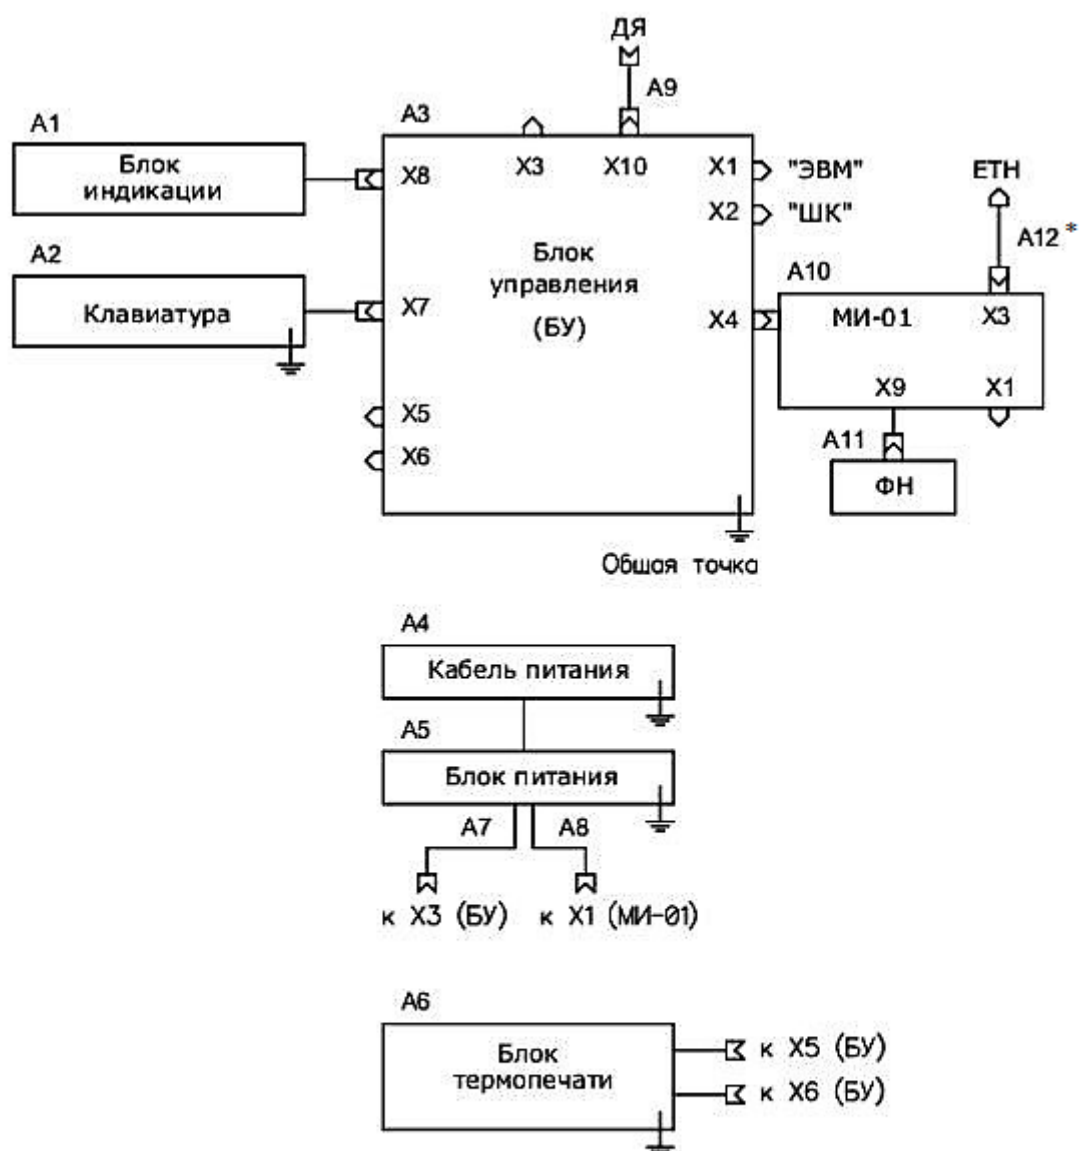 ДЯ
А9
А3
А1
Блок
индикации
Х8
Х3
Х10
Х1
"ЭВМ"
ЕТН
Х2
"ШК"
А12 *
А2
Клавиатура
Х7
Блок
управления
(БУ)
Х4
А10
МИ-01
Х3
Х9
Х1
Х5
Х6
А11
ФН
Общая точка
А4
Кабель питания
А5
Блок питания
А7
А8
к Х3 (БУ)
к Х1 (МИ-01)
А6
Блок
термопечати
к Х5 (БУ)
к Х6 (БУ)